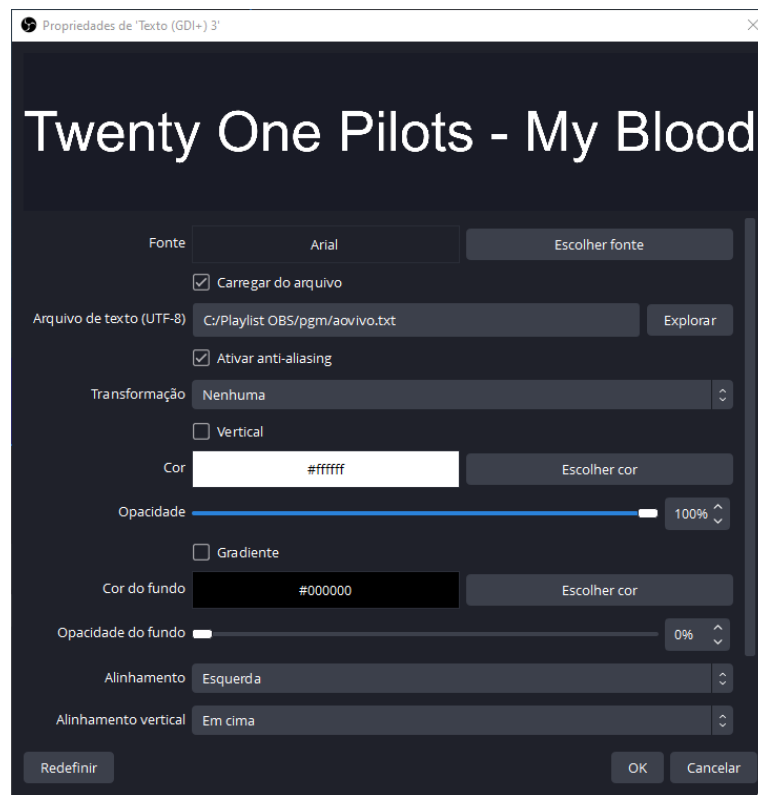 Propriedades de 'Texto (GDI+) 3'
Twenty One Pilots - My Blood
Fonte Arial Escolher fonte
Carregar do arquivo
Arquivo de texto (UTF-8) C:/Playlist OBS/pgm/aovivo.txt Explorar
Ativar anti-aliasing
Transformação Nenhuma
Vertical
Cor #ffffff Escolher cor
Opacidade 100%
Gradiente
Cor do fundo #000000 Escolher cor
Opacidade do fundo 0%
Alinhamento Esquerda
Alinhamento vertical Em cima
Redefinir OK Cancelar